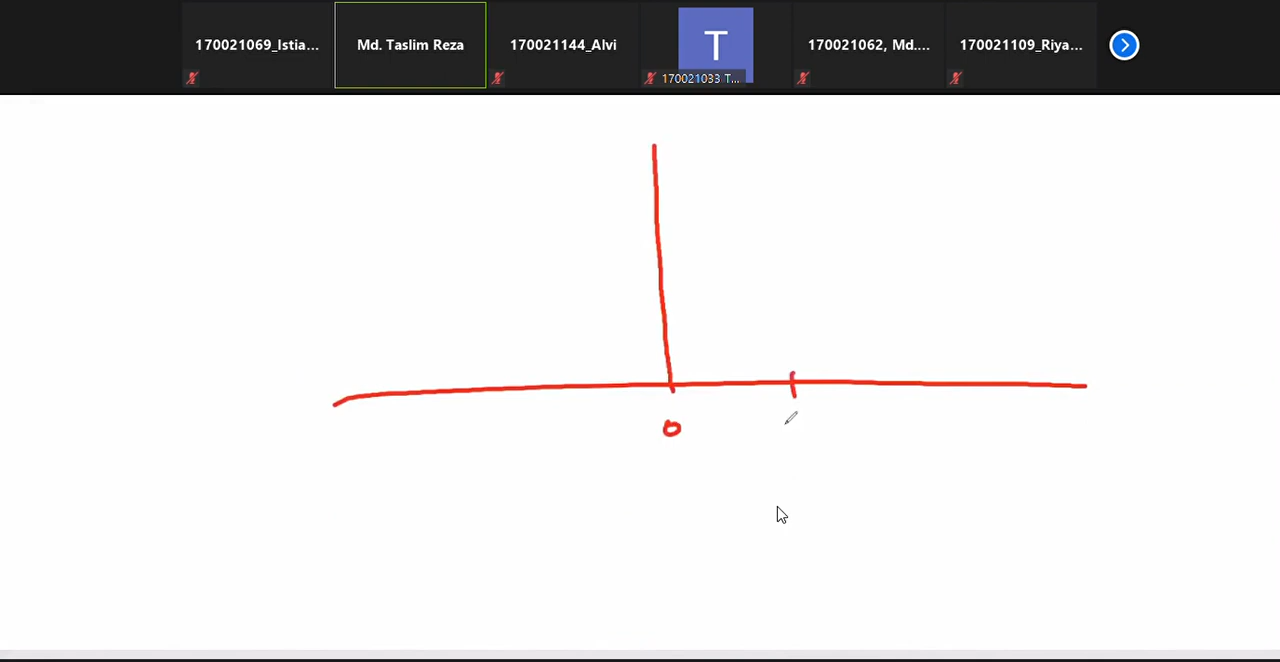 170021069_Istia...
Md. Taslim Reza
170021144_Alvi
T
170021033 T...
170021062, Md....
170021109_Riya...
0